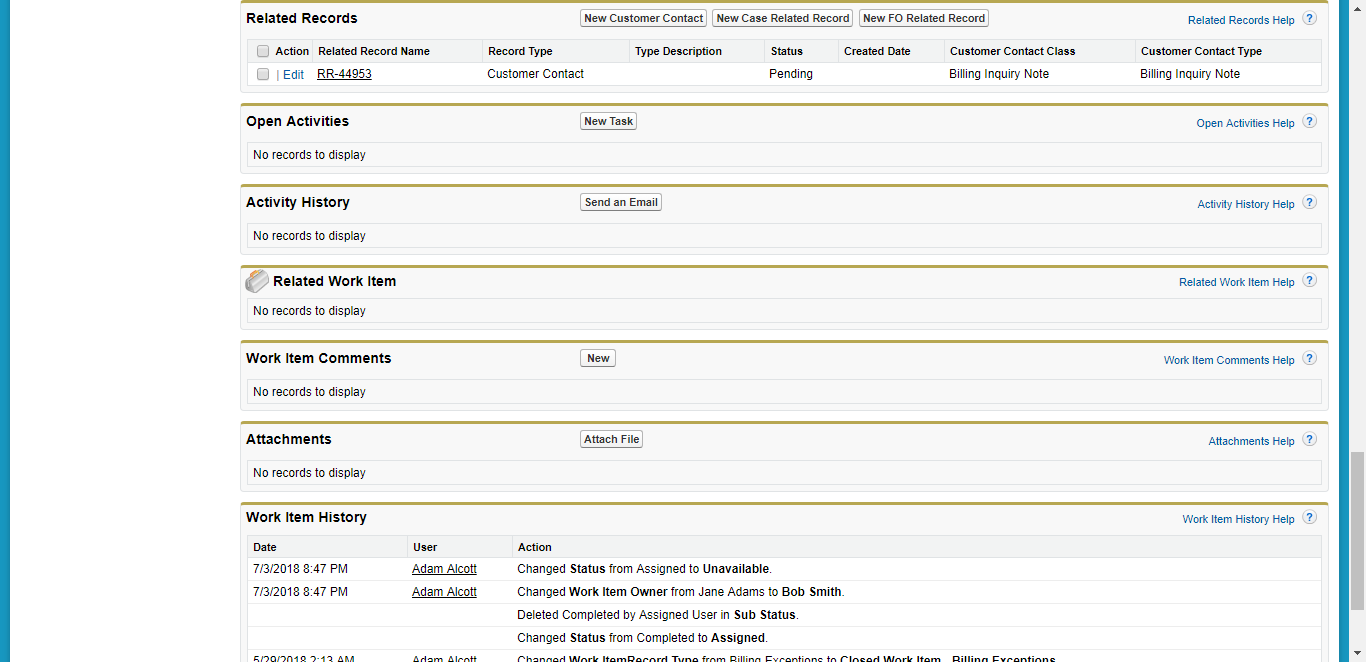 Related Records New Customer Contact New Case Related Record New FO Related Record Related Records Help ?
Action Related Record Name Record Type Type Description Status Created Date Customer Contact Class Customer Contact Type
| Edit RR-44953 Customer Contact Pending Billing Inquiry Note Billing Inquiry Note
Open Activities New Task Open Activities Help ?
No records to display
Activity History Send an Email Activity History Help ?
No records to display
Related Work Item Related Work Item Help ?
No records to display
Work Item Comments New Work Item Comments Help ?
No records to display
Attachments Attach File Attachments Help ?
No records to display
Work Item History Work Item History Help ?
Date User Action
7/3/2018 8:47 PM Adam Alcott Changed Status from Assigned to Unavailable.
7/3/2018 8:47 PM Adam Alcott Changed Work Item Owner from Jane Adams to Bob Smith.
Deleted Completed by Assigned User in Sub Status.
Changed Status from Completed to Assigned.
5/29/2018 2:13 AM Adam Alcott Changed Work ItemRecord Type from Billing Exceptions to Closed Work Item - Billing Exceptions